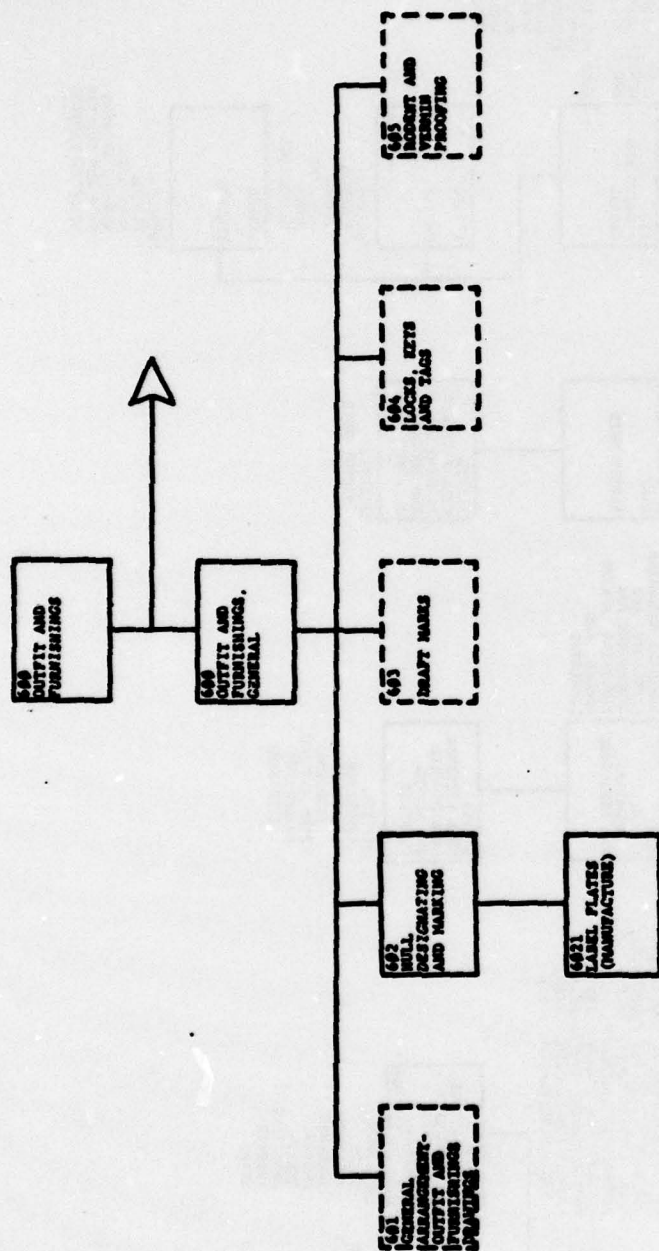 600
OUTFIT AND
FURNISHINGS
600
OUTFIT AND
FURNISHINGS,
GENERAL
601
GENERAL
ARRANGEMENT-
OUTFIT AND
FURNISHINGS
DRAWINGS
602
HULL
DESIGNATING
AND MARKING
603
DRAFT MARKS
604
LOCKS, KEYS
AND TAGS
605
RODENT AND
VERMIN
PROOFING
6021
LABEL PLATES
(MANUFACTURE)